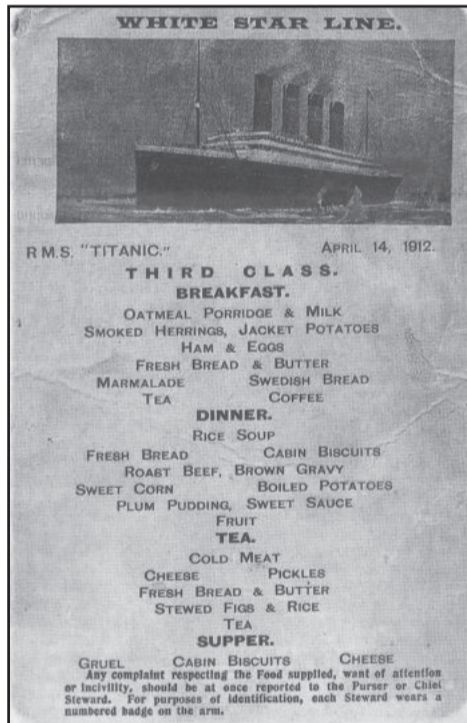 WHITE STAR LINE.
R.M.S. "TITANIC." APRIL 14, 1912.
THIRD CLASS.
BREAKFAST.
OATMEAL PORRIDGE & MILK
SMOKED HERRINGS, JACKET POTATOES
HAM & EGGS
FRESH BREAD & BUTTER
MARMALADE SWEDISH BREAD
TEA COFFEE
DINNER.
RICE SOUP
FRESH BREAD CABIN BISCUITS
ROAST BEEF, BROWN GRAVY
SWEET CORN BOILED POTATOES
PLUM PUDDING, SWEET SAUCE
FRUIT
TEA.
COLD MEAT
CHEESE PICKLES
FRESH BREAD & BUTTER
STEWED FIGS & RICE
TEA
SUPPER.
GRUEL CABIN BISCUITS CHEESE
Any complaint respecting the Food supplied, want of attention
or incivility, should be at once reported to the Purser or Chief
Steward. For purposes of identification, each Steward wears a
numbered badge on the arm.